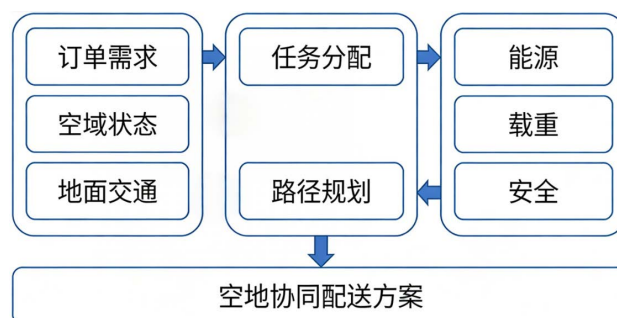 订单需求
空域状态
地面交通
任务分配
路径规划
能源
载重
安全
空地协同配送方案